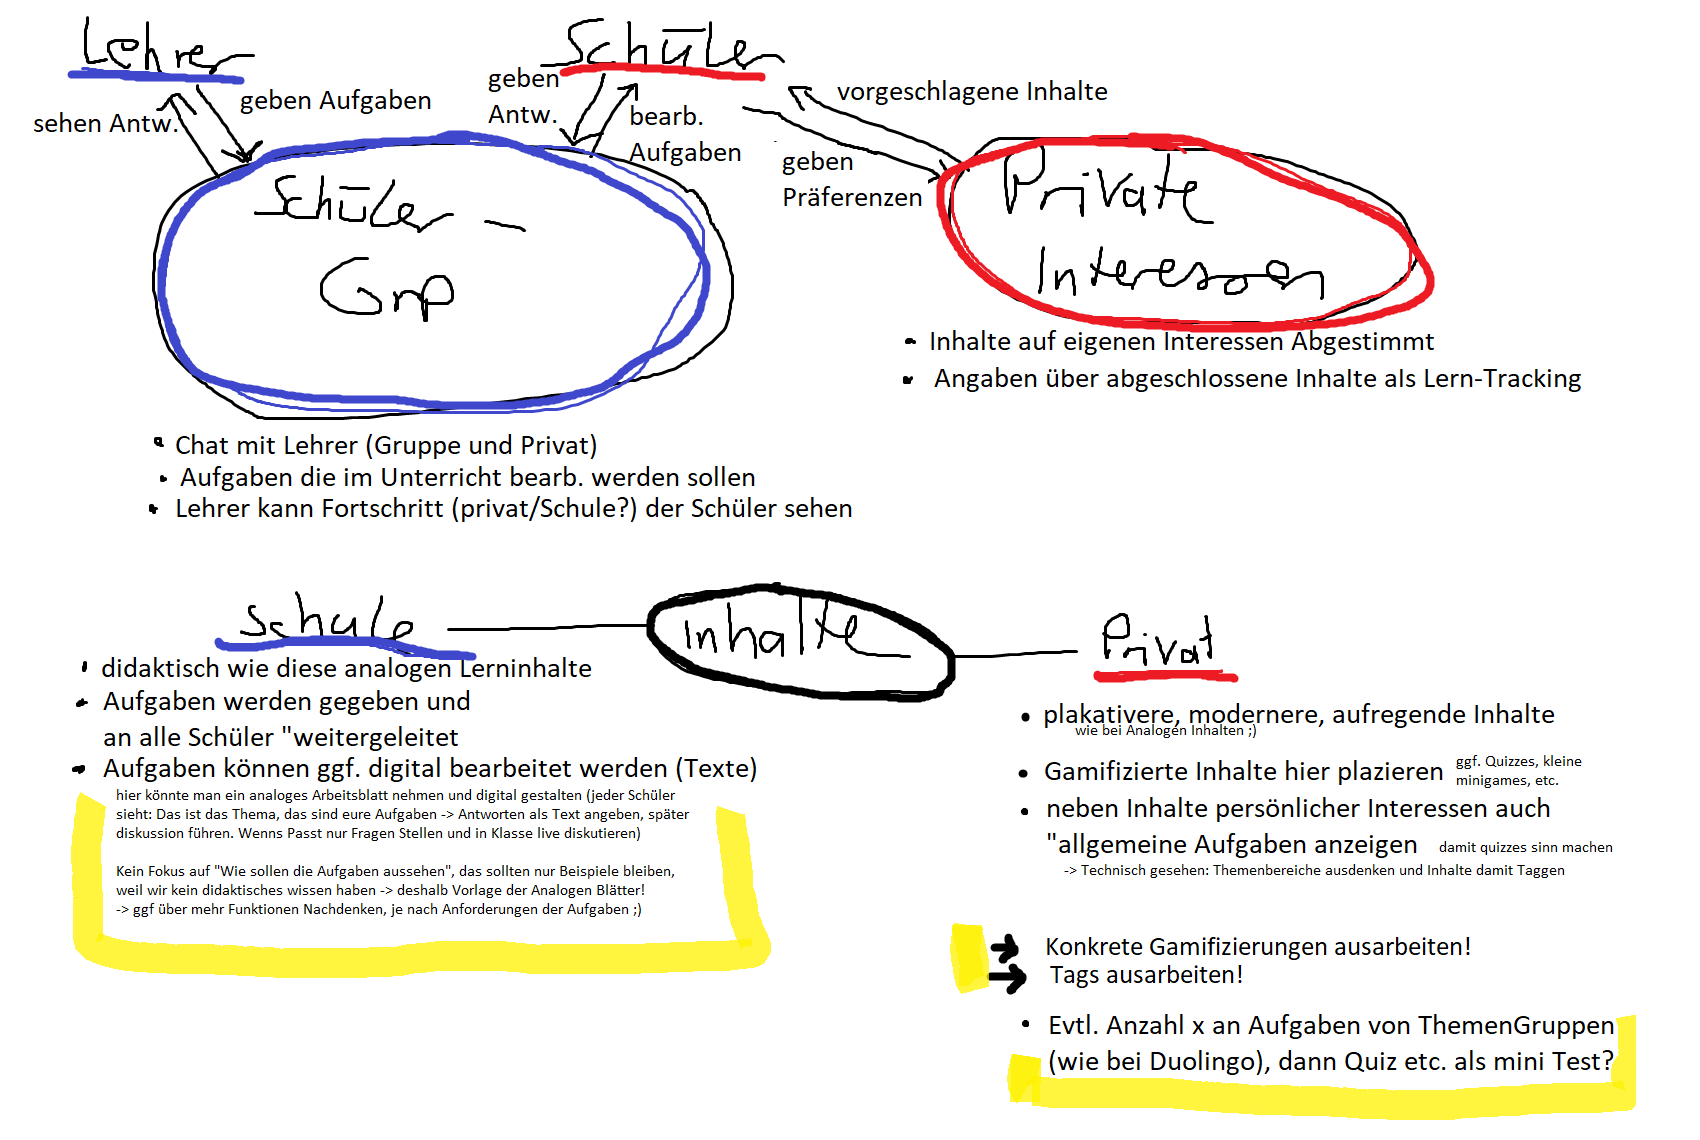 Lehrer
Schüler
geben Aufgaben
sehen Antw.
geben
Antw.
bearb.
Aufgaben
vorgeschlagene Inhalte
geben
Präferenzen
Schüler -
Grp
Private
Interessen
• Inhalte auf eigenen Interessen Abgestimmt
• Angaben über abgeschlossene Inhalte als Lern-Tracking
• Chat mit Lehrer (Gruppe und Privat)
• Aufgaben die im Unterricht bearb. werden sollen
• Lehrer kann Fortschritt (privat/Schule?) der Schüler sehen
Schule
Inhalte
Privat
• didaktisch wie diese analogen Lerninhalte
• Aufgaben werden gegeben und
an alle Schüler "weitergeleitet
• Aufgaben können ggf. digital bearbeitet werden (Texte)
hier könnte man ein analoges Arbeitsblatt nehmen und digital gestalten (jeder Schüler
sieht: Das ist das Thema, das sind eure Aufgaben -> Antworten als Text angeben, später
diskussion führen. Wenns Passt nur Fragen Stellen und in Klasse live diskutieren)
Kein Fokus auf "Wie sollen die Aufgaben aussehen", das sollten nur Beispiele bleiben,
weil wir kein didaktisches wissen haben -> deshalb Vorlage der Analogen Blätter!
-> ggf über mehr Funktionen Nachdenken, je nach Anforderungen der Aufgaben ;)
• plakativere, modernere, aufregende Inhalte
wie bei Analogen Inhalten ;)
• Gamifizierte Inhalte hier plazieren
ggf. Quizzes, kleine
minigames, etc.
• neben Inhalte persönlicher Interessen auch
"allgemeine Aufgaben anzeigen
damit quizzes sinn machen
-> Technisch gesehen: Themenbereiche ausdenken und Inhalte damit Taggen
Konkrete Gamifizierungen ausarbeiten!
Tags ausarbeiten!
• Evtl. Anzahl x an Aufgaben von ThemenGruppen
(wie bei Duolingo), dann Quiz etc. als mini Test?